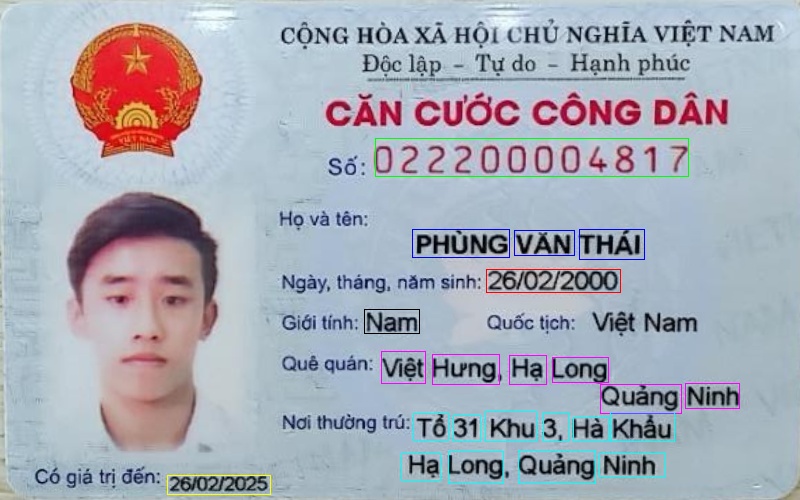 CỘNG HÒA XÃ HỘI CHỦ NGHĨA VIỆT NAM
Độc lập - Tự do - Hạnh phúc
CĂN CƯỚC CÔNG DÂN
Số: 022200004817
Họ và tên:
PHÙNG VĂN THÁI
Ngày, tháng, năm sinh: 26/02/2000
Giới tính: Nam Quốc tịch: Việt Nam
Quê quán: Việt Hưng, Hạ Long
Quảng Ninh
Nơi thường trú: Tổ 31 Khu 3, Hà Khẩu
Hạ Long, Quảng Ninh
Có giá trị đến: 26/02/2025